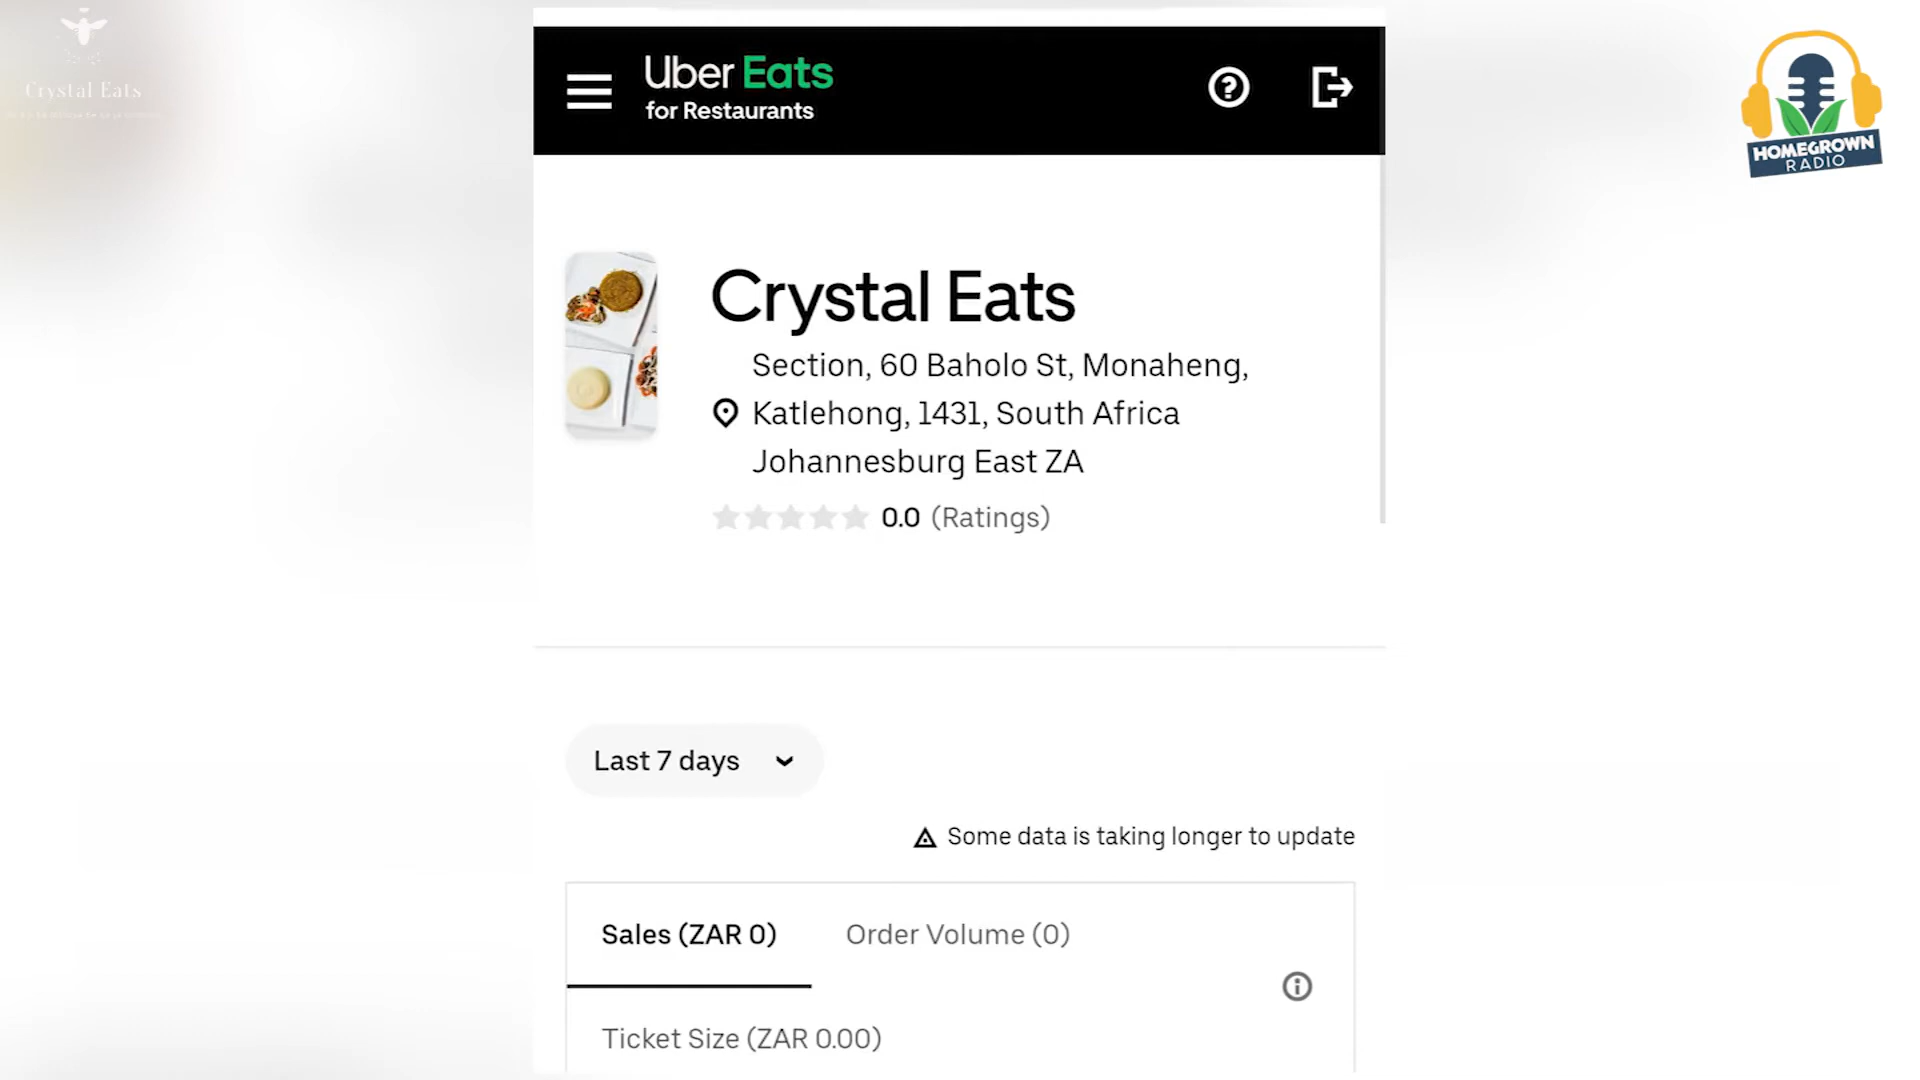 Crystal Eats
HOMEGROWN
RADIO
Uber Eats
for Restaurants
Crystal Eats
Section, 60 Baholo St, Monaheng,
Katlehong, 1431, South Africa
Johannesburg East ZA
0.0 (Ratings)
Last 7 days
Some data is taking longer to update
Sales (ZAR 0)
Order Volume (0)
Ticket Size (ZAR 0.00)